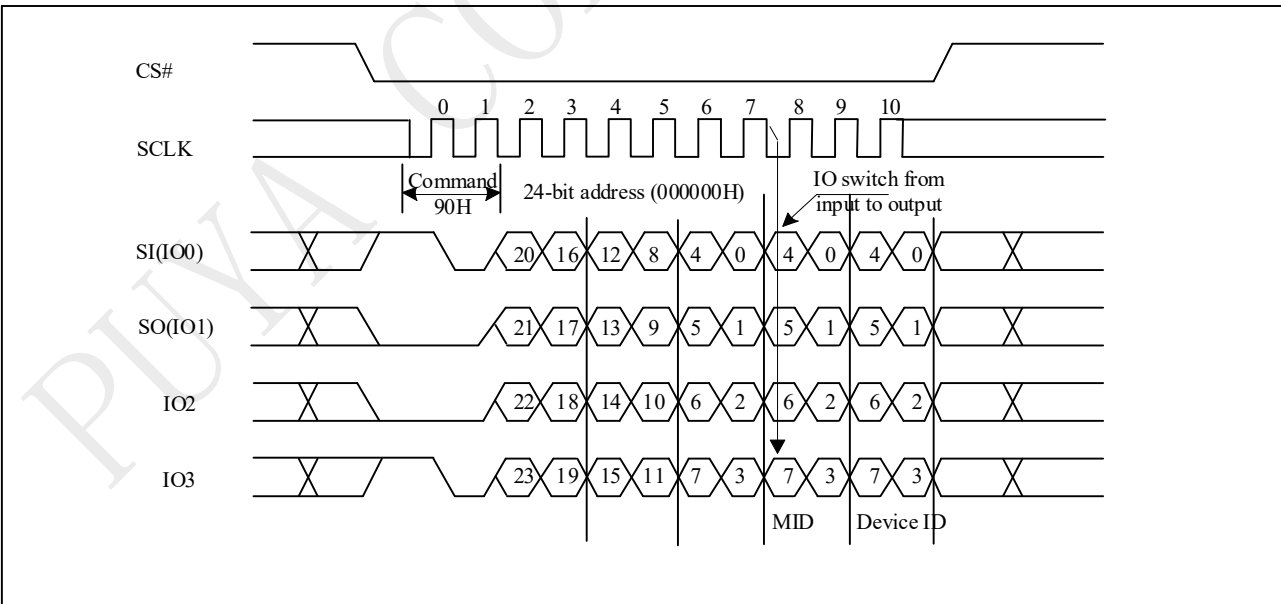 CS#
0 1 2 3 4 5 6 7 8 9 10
SCLK
Command
90H
24-bit address (000000H)
IO switch from
input to output
SI(IO0)
20 16 12 8 4 0 4 0 4 0
SO(IO1)
21 17 13 9 5 1 5 1 5 1
IO2
22 18 14 10 6 2 6 2 6 2
IO3
23 19 15 11 7 3 7 3 7 3
MID
Device ID
PUYA